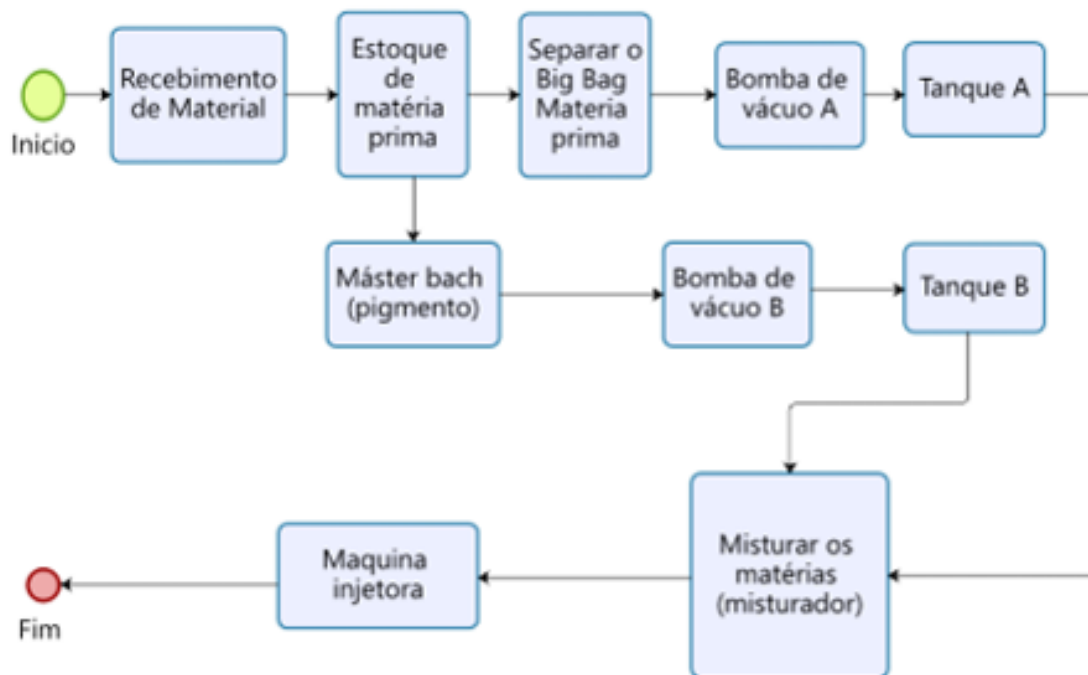 Inicio
Recebimento
de Material
Estoque
de
matéria
prima
Separar o
Big Bag
Materia
prima
Bomba de
vácuo A
Tanque A
Máster bach
(pigmento)
Bomba de
vácuo B
Tanque B
Misturar os
matérias
(misturador)
Maquina
injetora
Fim